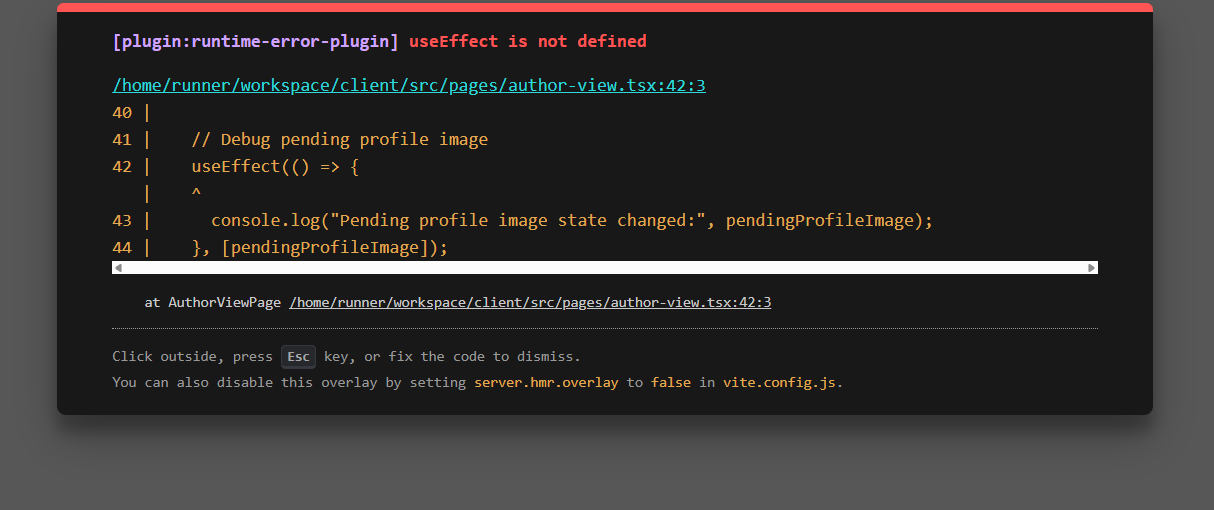 [plugin:runtime-error-plugin] useEffect is not defined
/home/runner/workspace/client/src/pages/author-view.tsx:42:3
40 |
41 |    // Debug pending profile image
42 |    useEffect(() => {
   |    ^
43 |      console.log("Pending profile image state changed:", pendingProfileImage);
44 |    }, [pendingProfileImage]);
at AuthorViewPage /home/runner/workspace/client/src/pages/author-view.tsx:42:3
Click outside, press Esc key, or fix the code to dismiss.
You can also disable this overlay by setting server.hmr.overlay to false in vite.config.js.